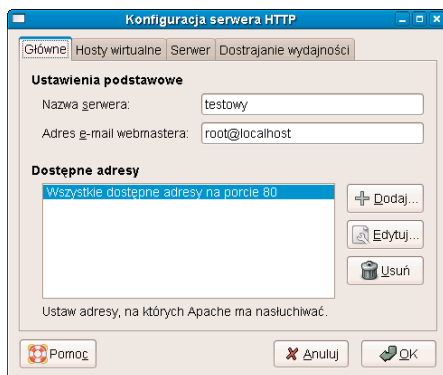 Konfiguracja serwera HTTP
Główne Hosty wirtualne Serwer Dostrajanie wydajności
Ustawienia podstawowe
Nazwa serwera: testowy
Adres e-mail webmastera: root@localhost
Dostępne adresy
Wszystkie dostępne adresy na porcie 80
Dodaj...
Edytuj...
Usuń
Ustaw adresy, na których Apache ma nasłuchiwać.
Pomoc Anuluj OK